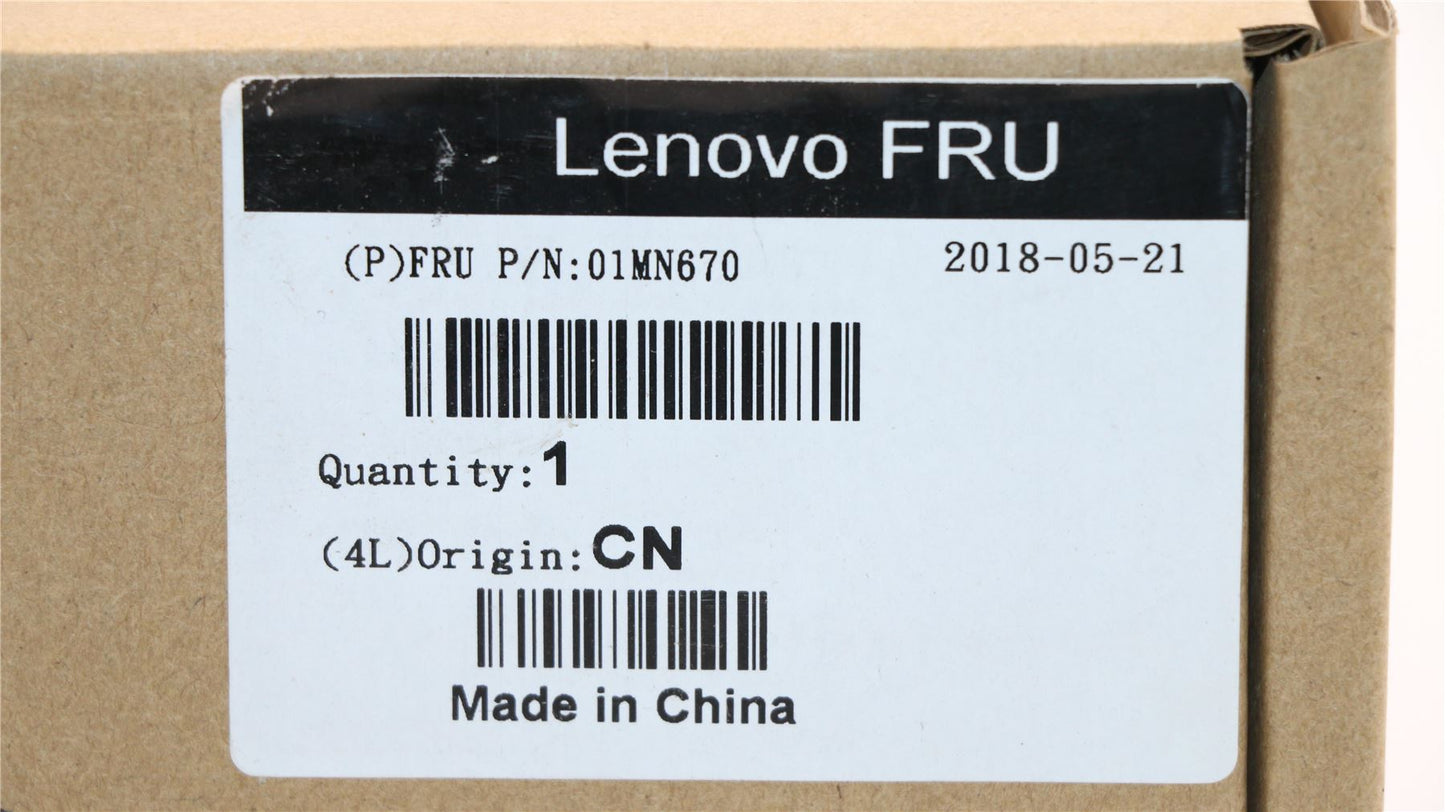 Lenovo FRU
(P)FRU P/N:01MN670 2018-05-21
Quantity:1
(4L)Origin:CN
Made in China